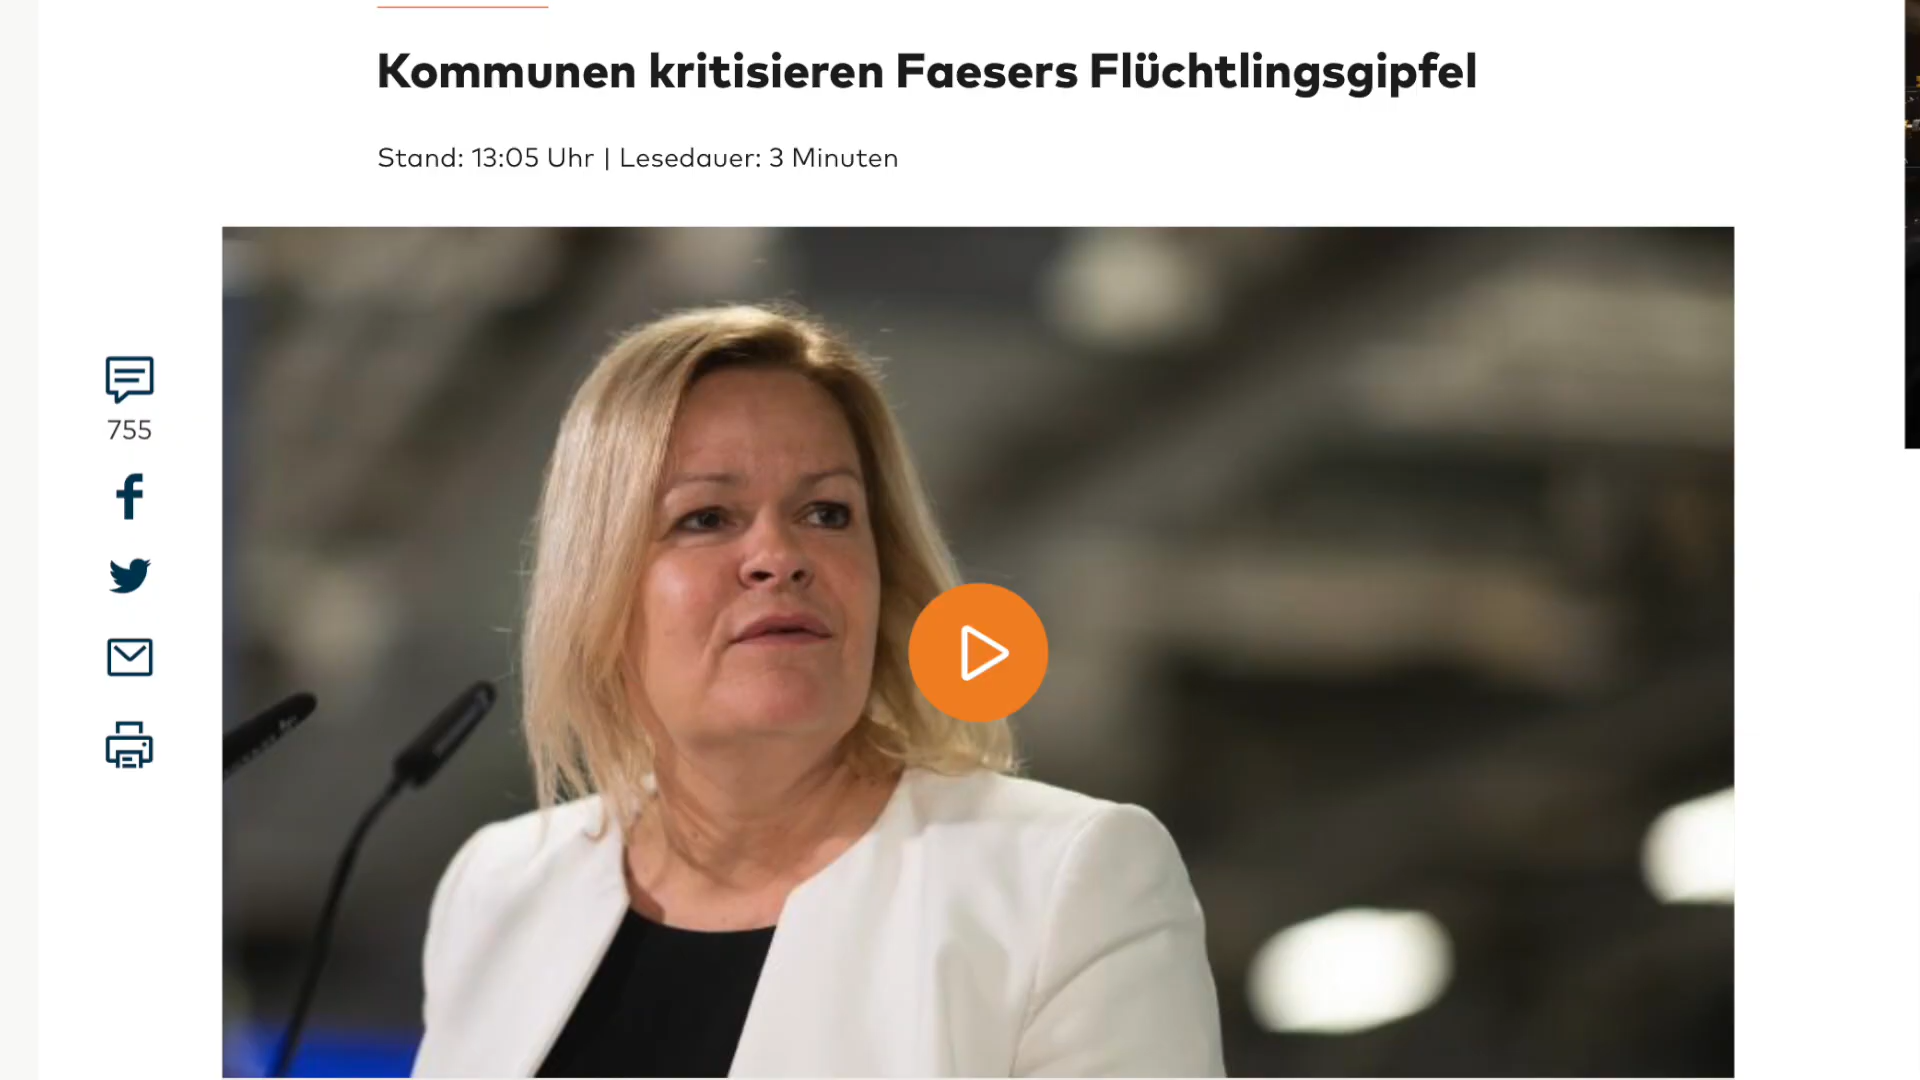 Kommunen kritisieren Faesers Flüchtlingsgipfel
Stand: 13:05 Uhr | Lesedauer: 3 Minuten
755